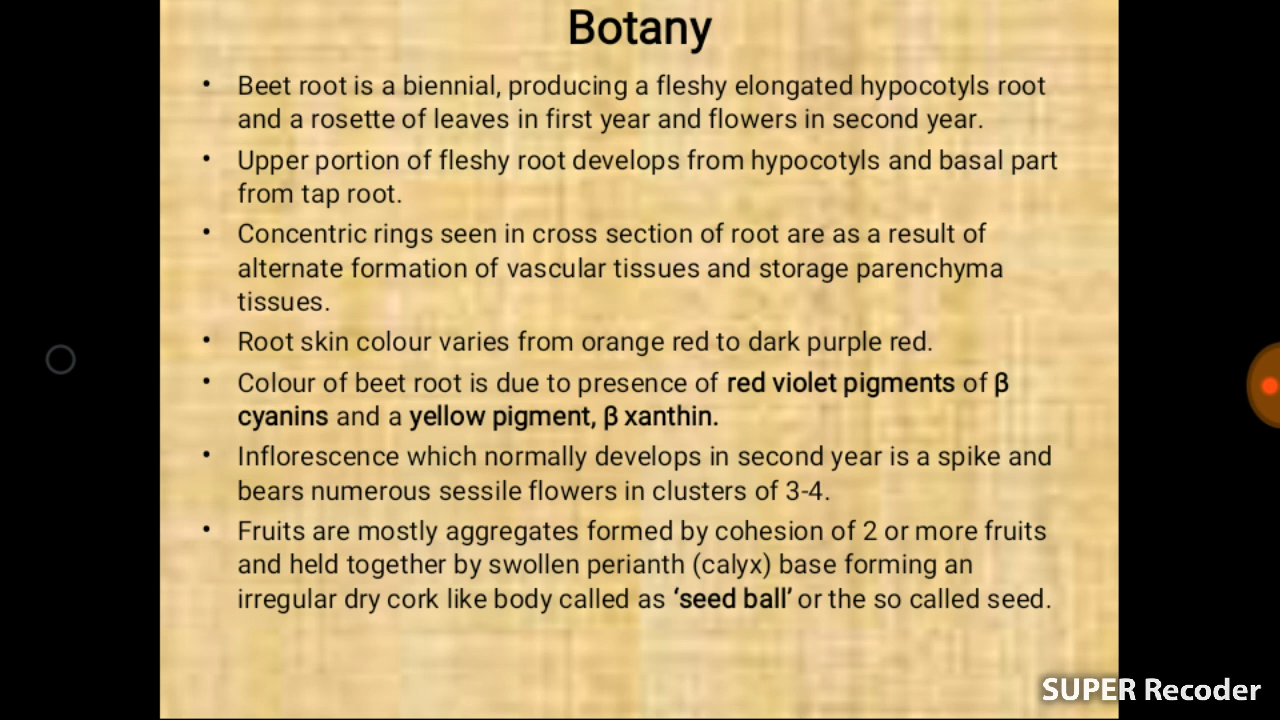 Botany
• Beet root is a biennial, producing a fleshy elongated hypocotyls root
and a rosette of leaves in first year and flowers in second year.
• Upper portion of fleshy root develops from hypocotyls and basal part
from tap root.
• Concentric rings seen in cross section of root are as a result of
alternate formation of vascular tissues and storage parenchyma
tissues.
• Root skin colour varies from orange red to dark purple red.
• Colour of beet root is due to presence of red violet pigments of β
cyanins and a yellow pigment, β xanthin.
• Inflorescence which normally develops in second year is a spike and
bears numerous sessile flowers in clusters of 3-4.
• Fruits are mostly aggregates formed by cohesion of 2 or more fruits
and held together by swollen perianth (calyx) base forming an
irregular dry cork like body called as ‘seed ball’ or the so called seed.
SUPER Recoder